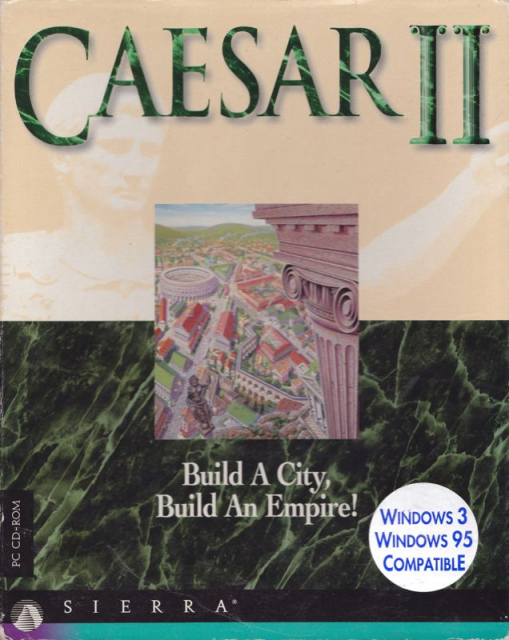 CAESAR II
Build A City,
Build An Empire!
WINDOWS 3
WINDOWS 95
COMPATIBLE
PC CD-ROM
SIERRA®